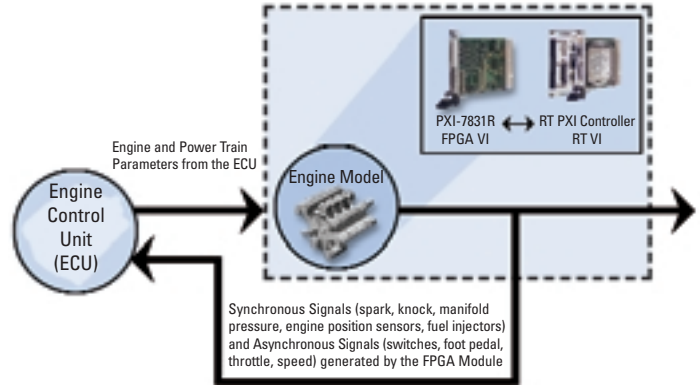 PXI-7831R
FPGA VI
RT PXI Controller
RT VI
Engine and Power Train
Parameters from the ECU
Engine Model
Engine
Control
Unit
(ECU)
Synchronous Signals (spark, knock, manifold
pressure, engine position sensors, fuel injectors)
and Asynchronous Signals (switches, foot pedal,
throttle, speed) generated by the FPGA Module